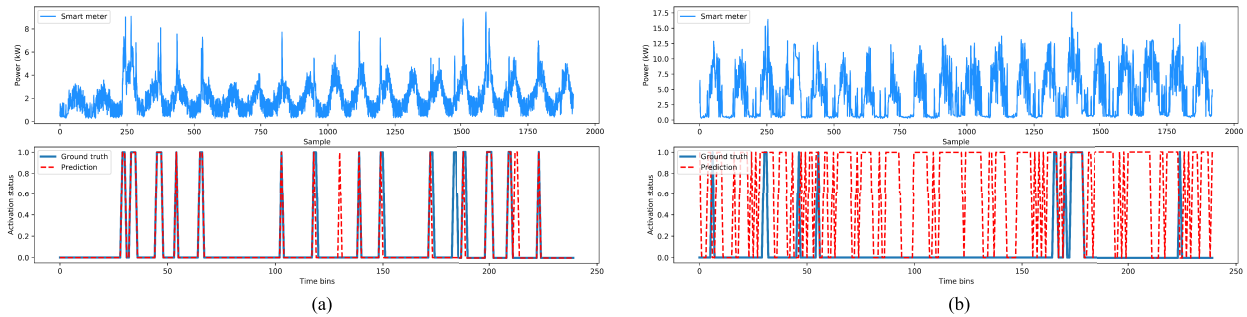 Smart meter
Power (kW)
8
6
4
2
0
0 250 500 750 1000 1250 1500 1750 2000
Sample
Ground truth
Prediction
Activation status
1.0
0.8
0.6
0.4
0.2
0.0
0 50 100 150 200 250
Time bins
(a)
Smart meter
Power (kW)
17.5
15.0
12.5
10.0
7.5
5.0
2.5
0.0
0 250 500 750 1000 1250 1500 1750 2000
Sample
Ground truth
Prediction
Activation status
1.0
0.8
0.6
0.4
0.2
0.0
0 50 100 150 200 250
Time bins
(b)